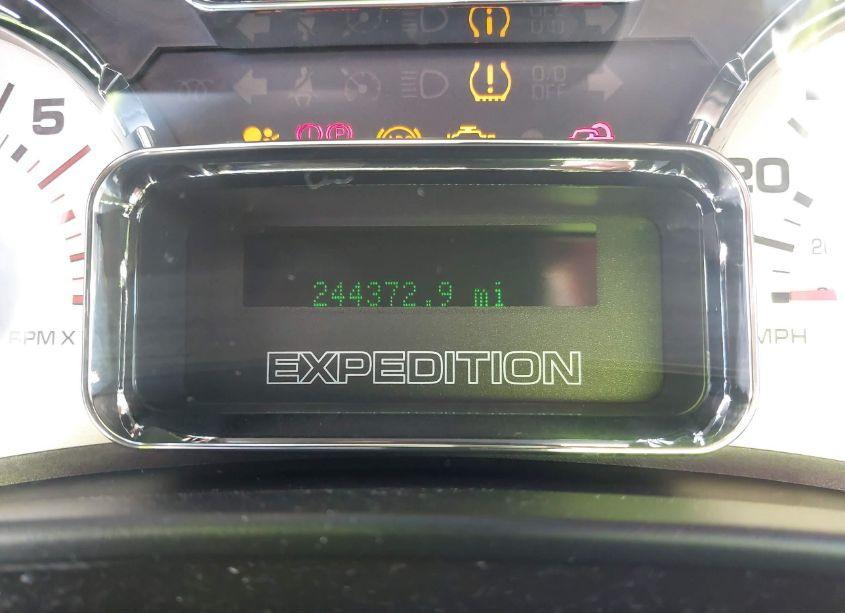 O/D
OFF
5
20
244372.9 mi
RPM X
MPH
EXPEDITION